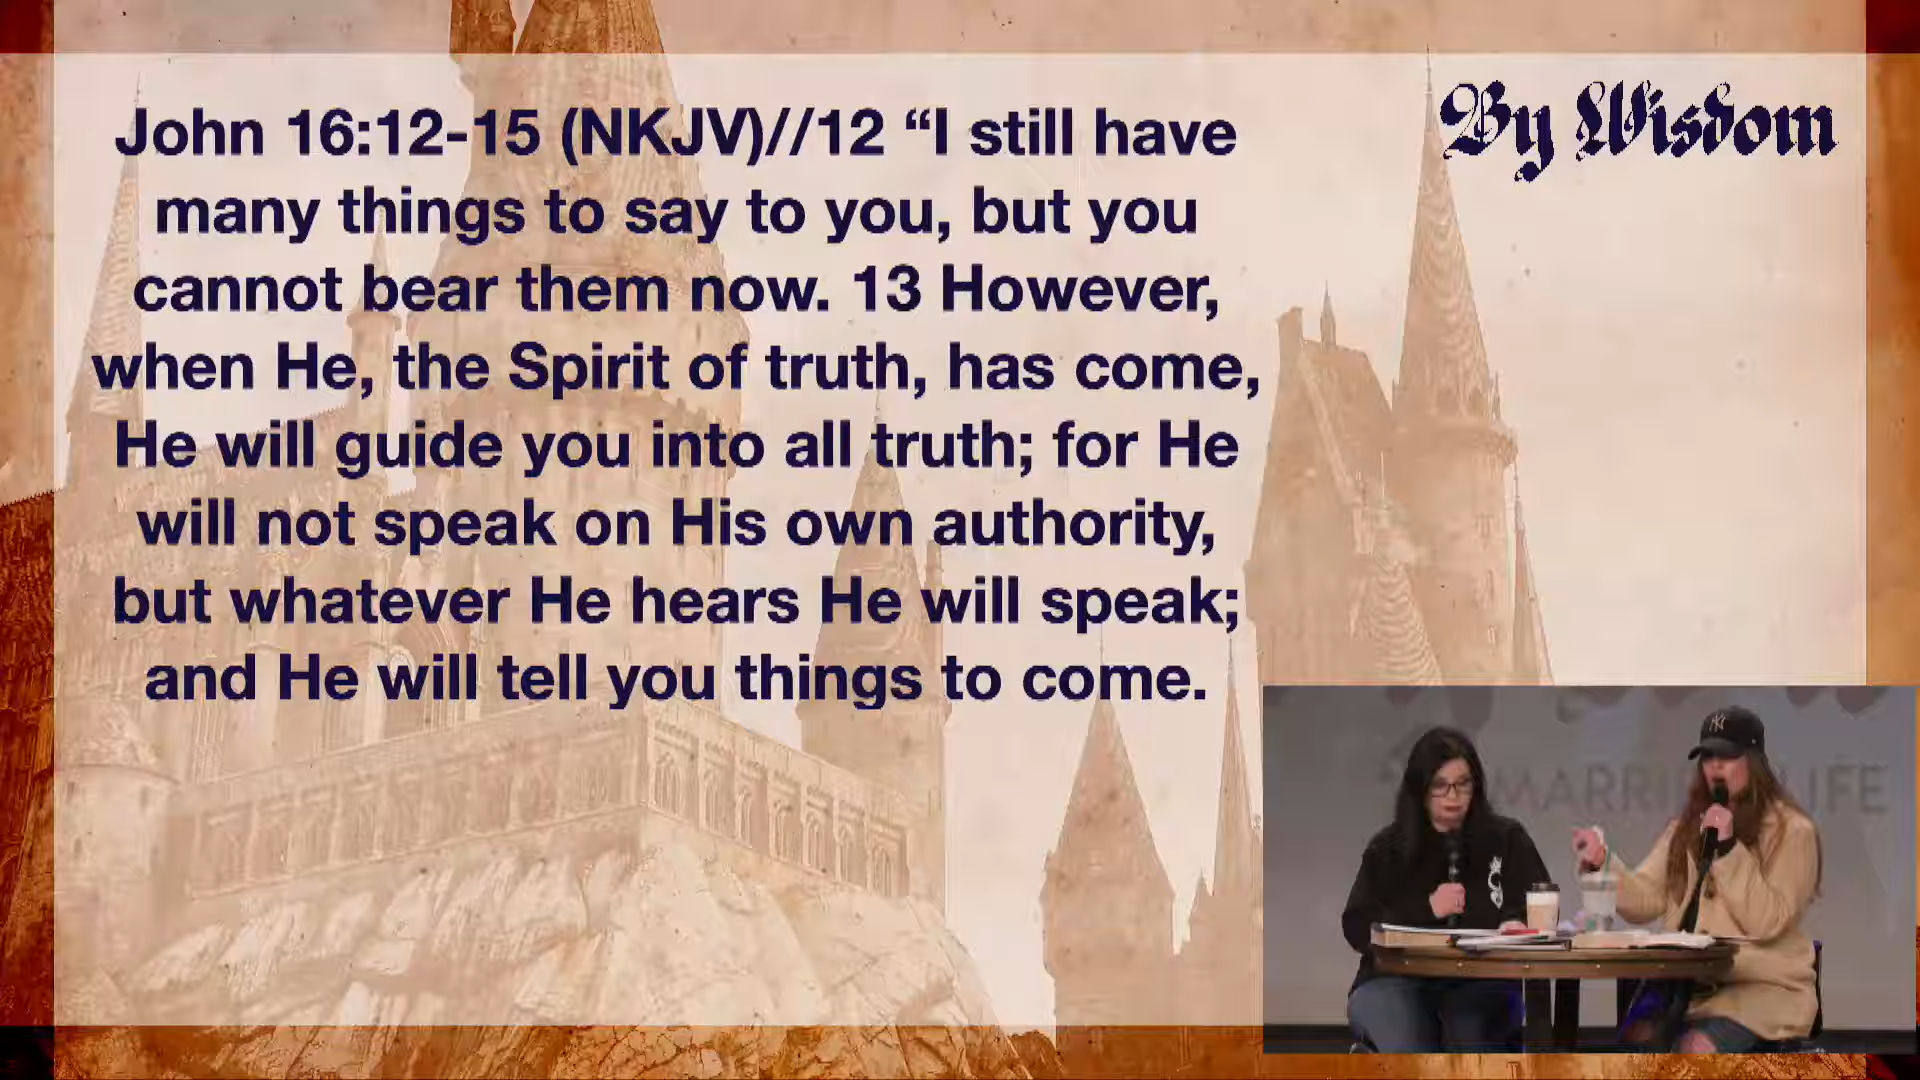 John 16:12-15 (NKJV)//12 “I still have
many things to say to you, but you
cannot bear them now. 13 However,
when He, the Spirit of truth, has come,
He will guide you into all truth; for He
will not speak on His own authority,
but whatever He hears He will speak;
and He will tell you things to come.
By Wisdom
NY
LIFE